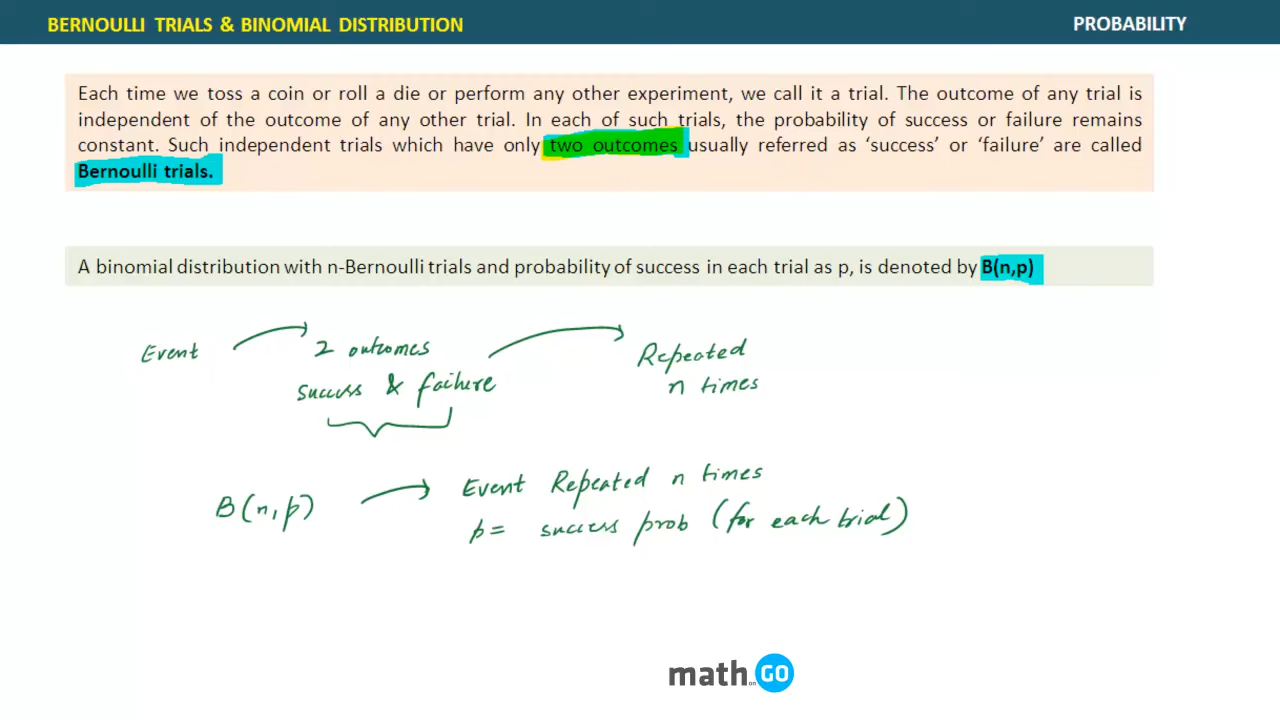 BERNOULLI TRIALS & BINOMIAL DISTRIBUTION
PROBABILITY
Each time we toss a coin or roll a die or perform any other experiment, we call it a trial. The outcome of any trial is
independent of the outcome of any other trial. In each of such trials, the probability of success or failure remains
constant. Such independent trials which have only two outcomes usually referred as ‘success’ or ‘failure’ are called
Bernoulli trials.
A binomial distribution with n-Bernoulli trials and probability of success in each trial as p, is denoted by B(n,p)
Event
2 outcomes
success & failure
Repeated
n times
B(n,p)
Event Repeated n times
p= success prob (for each trial)
math on GO